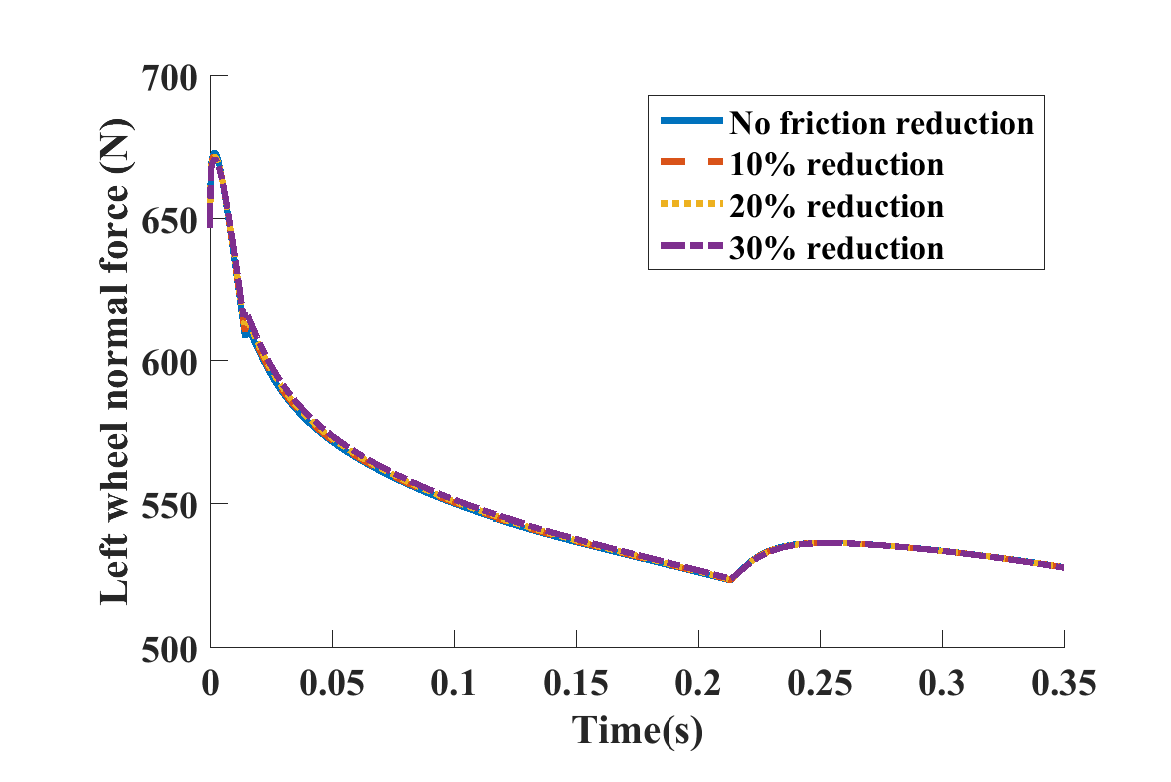 700
650
600
550
500
Left wheel normal force (N)
No friction reduction
10% reduction
20% reduction
30% reduction
0
0.05
0.1
0.15
0.2
0.25
0.3
0.35
Time(s)